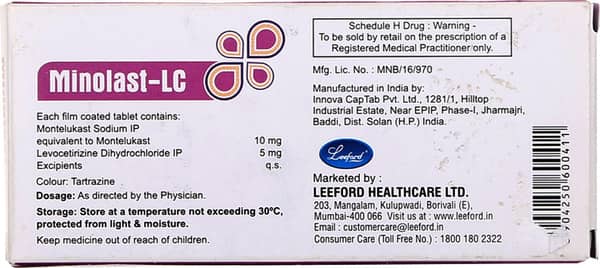 Minolast-LC
Each film coated tablet contains:
Montelukast Sodium IP
equivalent to Montelukast 10 mg
Levocetirizine Dihydrochloride IP 5 mg
Excipients q.s.
Colour: Tartrazine
Dosage: As directed by the Physician.
Storage: Store at a temperature not exceeding 30ºC,
protected from light & moisture.
Keep medicine out of reach of children.
Schedule H Drug : Warning -
To be sold by retail on the prescription of a
Registered Medical Practitioner only.
Mfg. Lic. No. : MNB/16/970
Manufactured in India by:
Innova CapTab Pvt. Ltd., 1281/1, Hilltop
Industrial Estate, Near EPIP, Phase-I, Jharmajri,
Baddi, Dist. Solan (H.P.) India.
Leeford
Marketed by :
LEEFORD HEALTHCARE LTD.
203, Mangalam, Kulupwadi, Borivali (E),
Mumbai-400 066 Visit us at : www.leeford.in
Email : customercare@leeford.in
Consumer Care (Toll Free No.) : 1800 180 2322